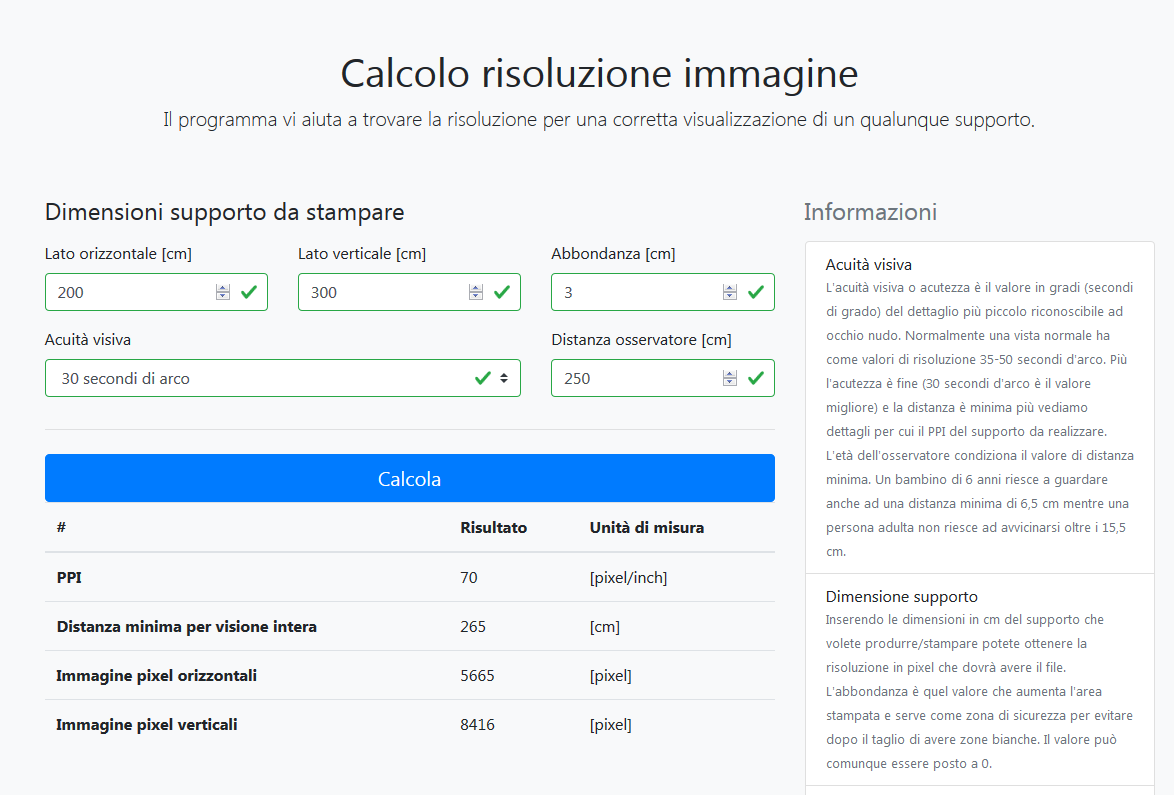 Calcolo risoluzione immagine
Il programma vi aiuta a trovare la risoluzione per una corretta visualizzazione di un qualunque supporto.
Dimensioni supporto da stampare
Lato orizzontale [cm]
Lato verticale [cm]
Abbondanza [cm]
200
300
3
Acuità visiva
Distanza osservatore [cm]
30 secondi di arco
250
Calcola
# Risultato Unità di misura
PPI 70 [pixel/inch]
Distanza minima per visione intera 265 [cm]
Immagine pixel orizzontali 5665 [pixel]
Immagine pixel verticali 8416 [pixel]
Informazioni
Acuità visiva
L'acuità visiva o acutezza è il valore in gradi (secondi
di grado) del dettaglio più piccolo riconoscibile ad
occhio nudo. Normalmente una vista normale ha
come valori di risoluzione 35-50 secondi d'arco. Più
l'acutezza è fine (30 secondi d'arco è il valore
migliore) e la distanza è minima più vediamo
dettagli per cui il PPI del supporto da realizzare.
L'età dell'osservatore condiziona il valore di distanza
minima. Un bambino di 6 anni riesce a guardare
anche ad una distanza minima di 6,5 cm mentre una
persona adulta non riesce ad avvicinarsi oltre i 15,5
cm.
Dimensione supporto
Inserendo le dimensioni in cm del supporto che
volete produrre/stampare potete ottenere la
risoluzione in pixel che dovrà avere il file.
L'abbondanza è quel valore che aumenta l'area
stampata e serve come zona di sicurezza per evitare
dopo il taglio di avere zone bianche. Il valore può
comunque essere posto a 0.